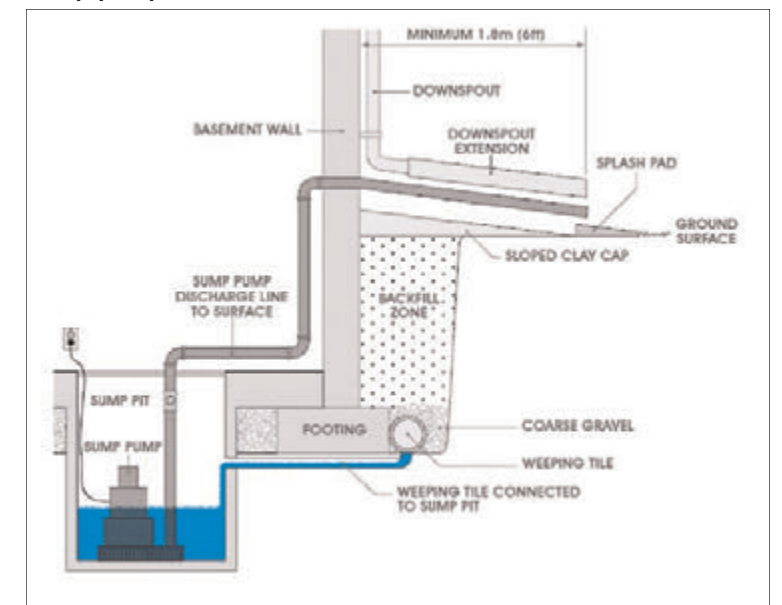 MINIMUM 1.8m (6ft)
DOWNSPOUT
BASEMENT WALL
DOWNSPOUT
EXTENSION
SPLASH PAD
GROUND
SURFACE
SLOPED CLAY CAP
SUMP PUMP
DISCHARGE LINE
TO SURFACE
BACKFILL
ZONE
SUMP PIT
SUMP PUMP
FOOTING
COARSE GRAVEL
WEEPING TILE
WEEPING TILE CONNECTED
TO SUMP PIT